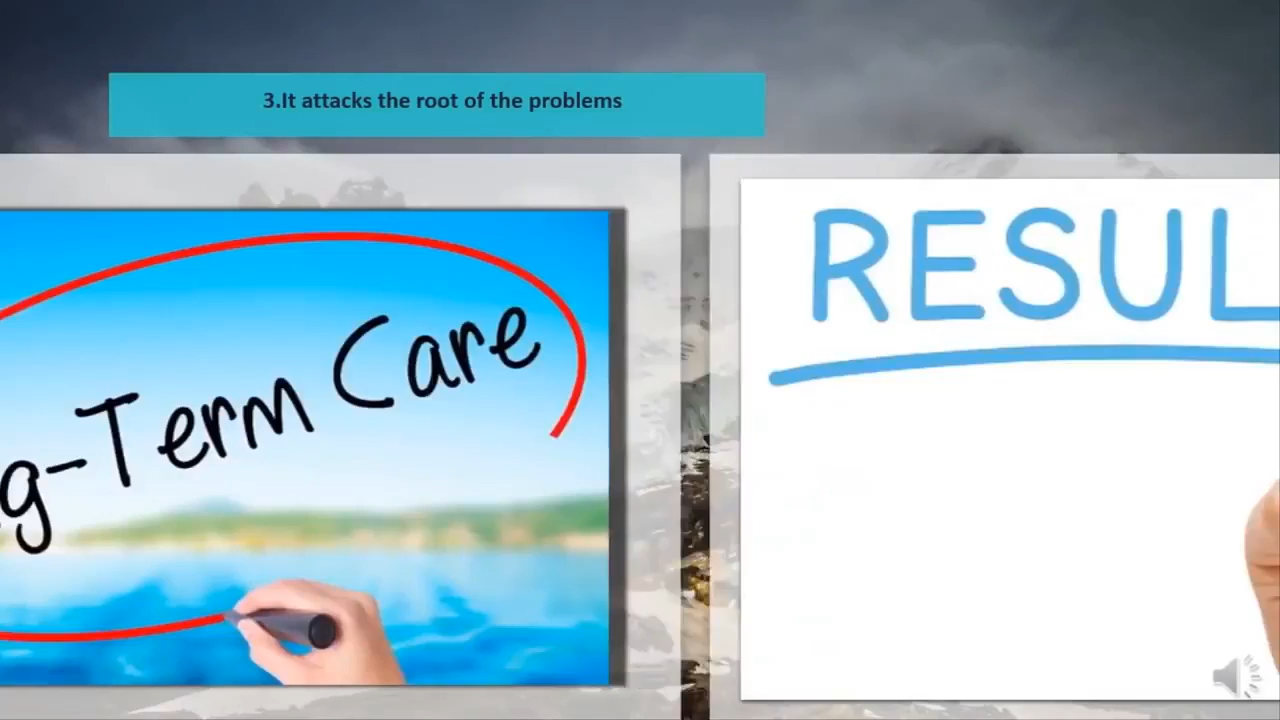 3.It attacks the root of the problems
g-Term Care
RESUL